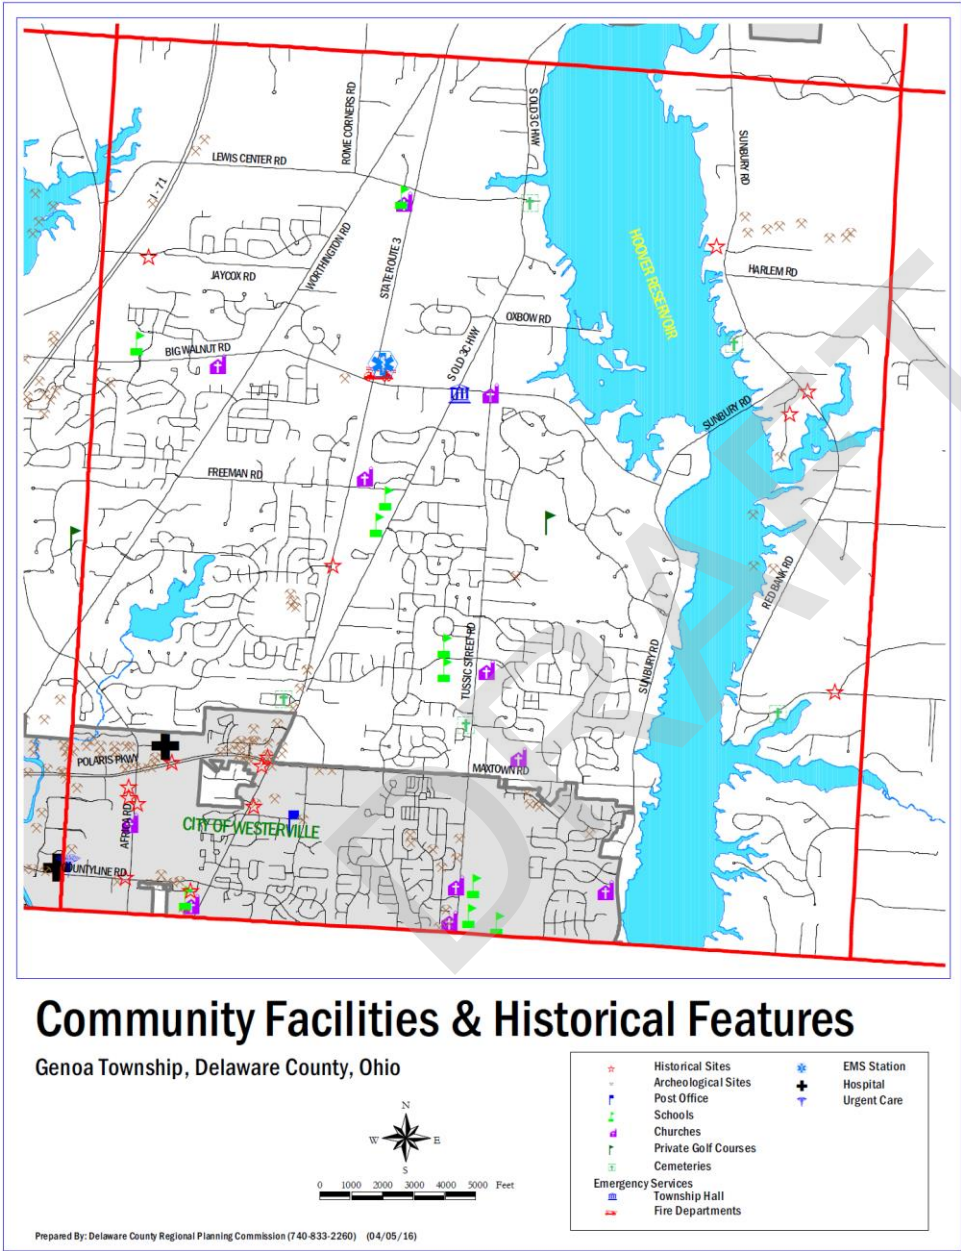 S OLD 3C HWY
ROME CORNERS RD
SUNBURY RD
LEWIS CENTER RD
I - 71
WORTHINGTON RD
STATE ROUTE 3
HOOVER RESERVOIR
HARLEM RD
JAYCOX RD
OXBOW RD
S OLD 3C HWY
BIG WALNUT RD
SUNBURY RD
FREEMAN RD
RED BANK RD
TUSSIC STREET RD
SUNBURY RD
POLARIS PKWY
MAXTOWN RD
AFRICA RD
CITY OF WESTERVILLE
OUNTYLINE RD
DRAFT
Community Facilities & Historical Features
Genoa Township, Delaware County, Ohio
Historical Sites
Archeological Sites
Post Office
Schools
Churches
Private Golf Courses
Cemeteries
Emergency Services
Township Hall
Fire Departments
EMS Station
Hospital
Urgent Care
N
W E
S
0 1000 2000 3000 4000 5000 Feet
Prepared By: Delaware County Regional Planning Commission (740-833-2260) (04/05/16)